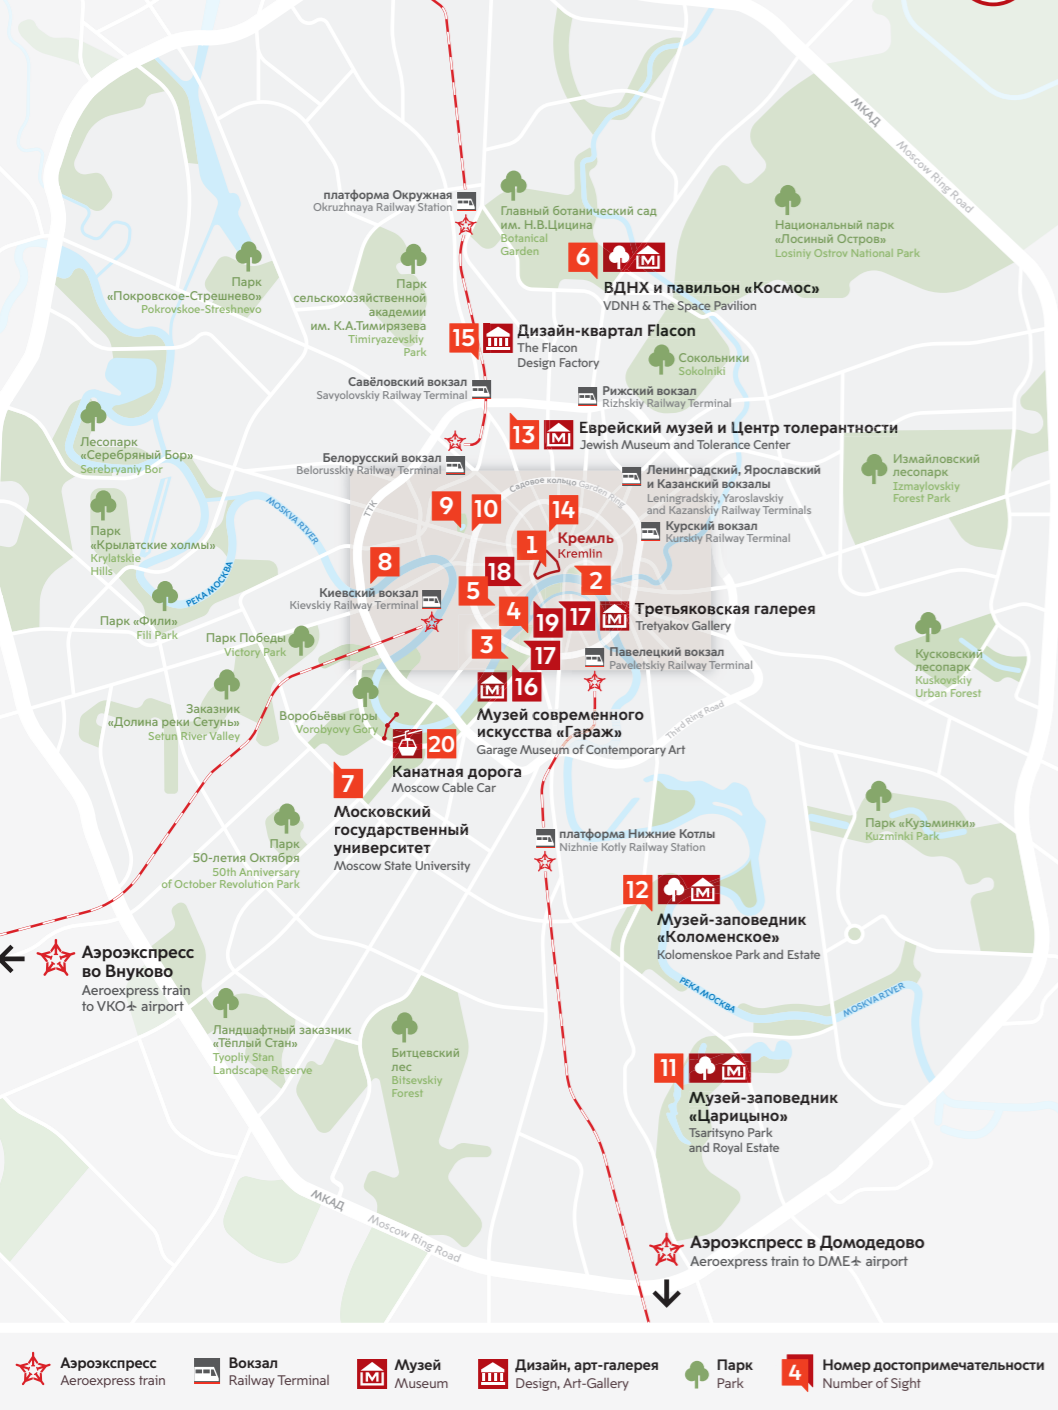 МКАД
Moscow Ring Road
платформа Окружная
Okruzhnaya Railway Station
Главный ботанический сад
им. Н.В.Цицина
Botanical
Garden
Национальный парк
«Лосиный Остров»
Losiniy Ostrov National Park
6
ВДНХ и павильон «Космос»
VDNH & The Space Pavilion
Парк
«Покровское-Стрешнево»
Pokrovskoe-Streshnevo
Парк
сельскохозяйственной
академии
им. К.А.Тимирязева
Timiryazevskiy
Park
15
Дизайн-квартал Flacon
The Flacon
Design Factory
Сокольники
Sokolniki
Савёловский вокзал
Savyolovskiy Railway Terminal
Рижский вокзал
Rizhskiy Railway Terminal
13
Еврейский музей и Центр толерантности
Jewish Museum and Tolerance Center
Лесопарк
«Серебряный Бор»
Serebryaniy Bor
Белорусский вокзал
Belorusskiy Railway Terminal
Ленинградский, Ярославский
и Казанский вокзалы
Leningradskiy, Yaroslavskiy
and Kazanskiy Railway Terminals
Измайловский
лесопарк
Izmaylovskiy
Forest Park
Садовое кольцо Garden Ring
ТТК
MOSKVA RIVER
9
10
14
Курский вокзал
Kurskiy Railway Terminal
Парк
«Крылатские холмы»
Krylatskie
Hills
1
Кремль
Kremlin
8
18
2
5
РЕКА МОСКВА
Киевский вокзал
Kievskiy Railway Terminal
4
19
17
Третьяковская галерея
Tretyakov Gallery
Парк «Фили»
Fili Park
Парк Победы
Victory Park
3
17
Павелецкий вокзал
Paveletskiy Railway Terminal
Кусковский
лесопарк
Kuskovskiy
Urban Forest
16
Музей современного
искусства «Гараж»
Garage Museum of Contemporary Art
Third Ring Road
Заказник
«Долина реки Сетунь»
Setun River Valley
Воробьёвы горы
Vorobyovy Gory
20
Канатная дорога
Moscow Cable Car
7
Московский
государственный
университет
Moscow State University
платформа Нижние Котлы
Nizhnie Kotly Railway Station
Парк «Кузьминки»
Kuzminki Park
Парк
50-летия Октября
50th Anniversary
of October Revolution Park
12
Музей-заповедник
«Коломенское»
Kolomenskoe Park and Estate
Аэроэкспресс
во Внуково
Aeroexpress train
to VKO airport
РЕКА МОСКВА
MOSKVA RIVER
Ландшафтный заказник
«Тёплый Стан»
Tyopliy Stan
Landscape Reserve
Битцевский
лес
Bitsevskiy
Forest
11
Музей-заповедник
«Царицыно»
Tsaritsyno Park
and Royal Estate
МКАД
Moscow Ring Road
Аэроэкспресс в Домодедово
Aeroexpress train to DME airport
Аэроэкспресс
Aeroexpress train
Вокзал
Railway Terminal
Музей
Museum
Дизайн, арт-галерея
Design, Art-Gallery
Парк
Park
4
Номер достопримечательности
Number of Sight